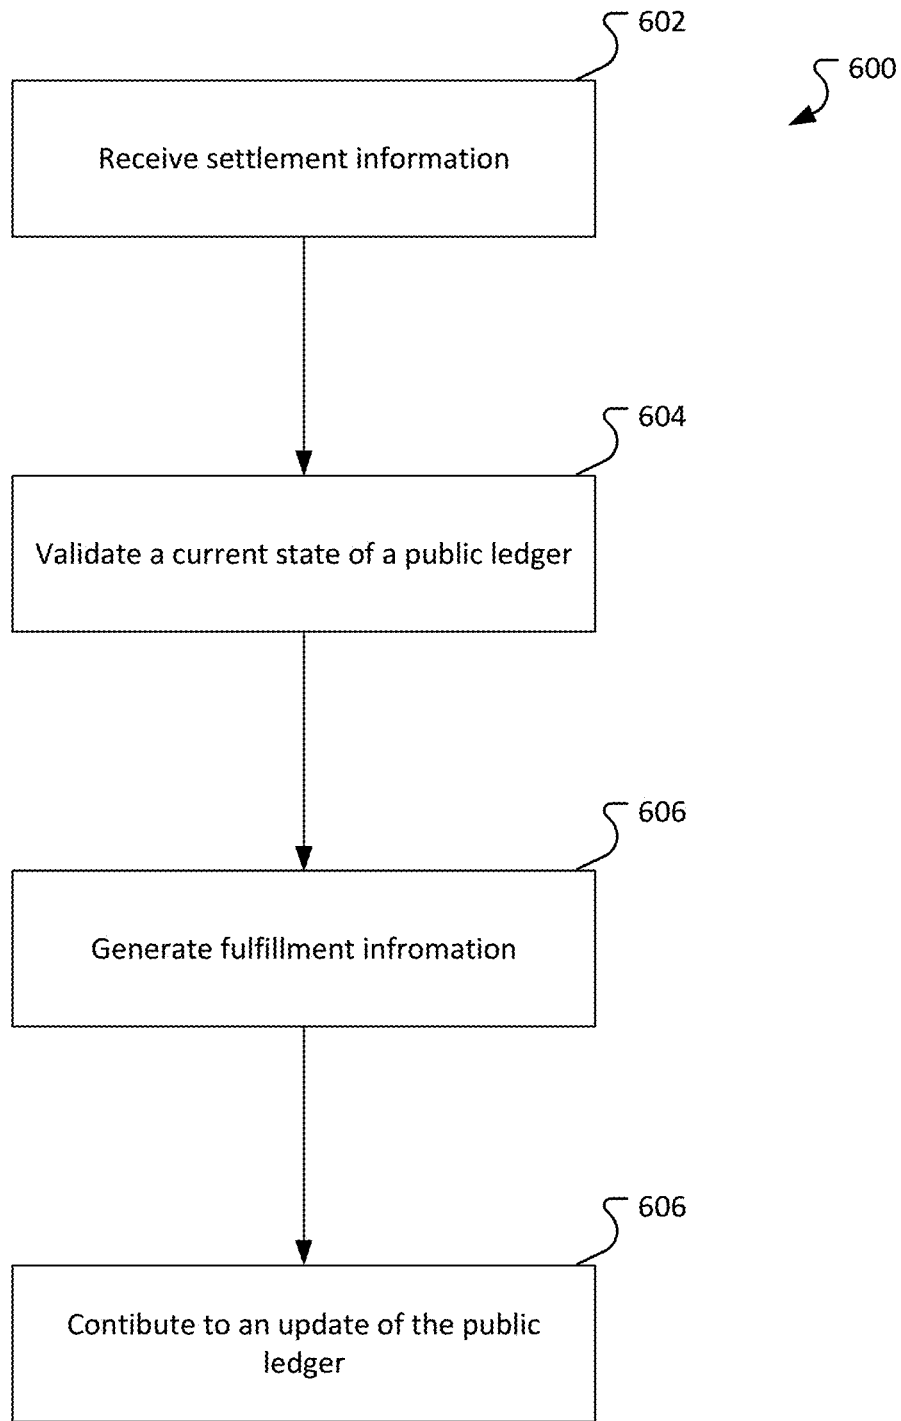 602
600
Receive settlement information
604
Validate a current state of a public ledger
606
Generate fulfillment infromation
606
Contibute to an update of the public
ledger